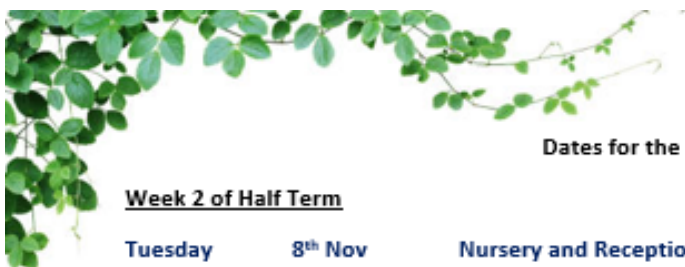 Dates for the
Week 2 of Half Term
Tuesday 8th Nov Nursery and Receptio